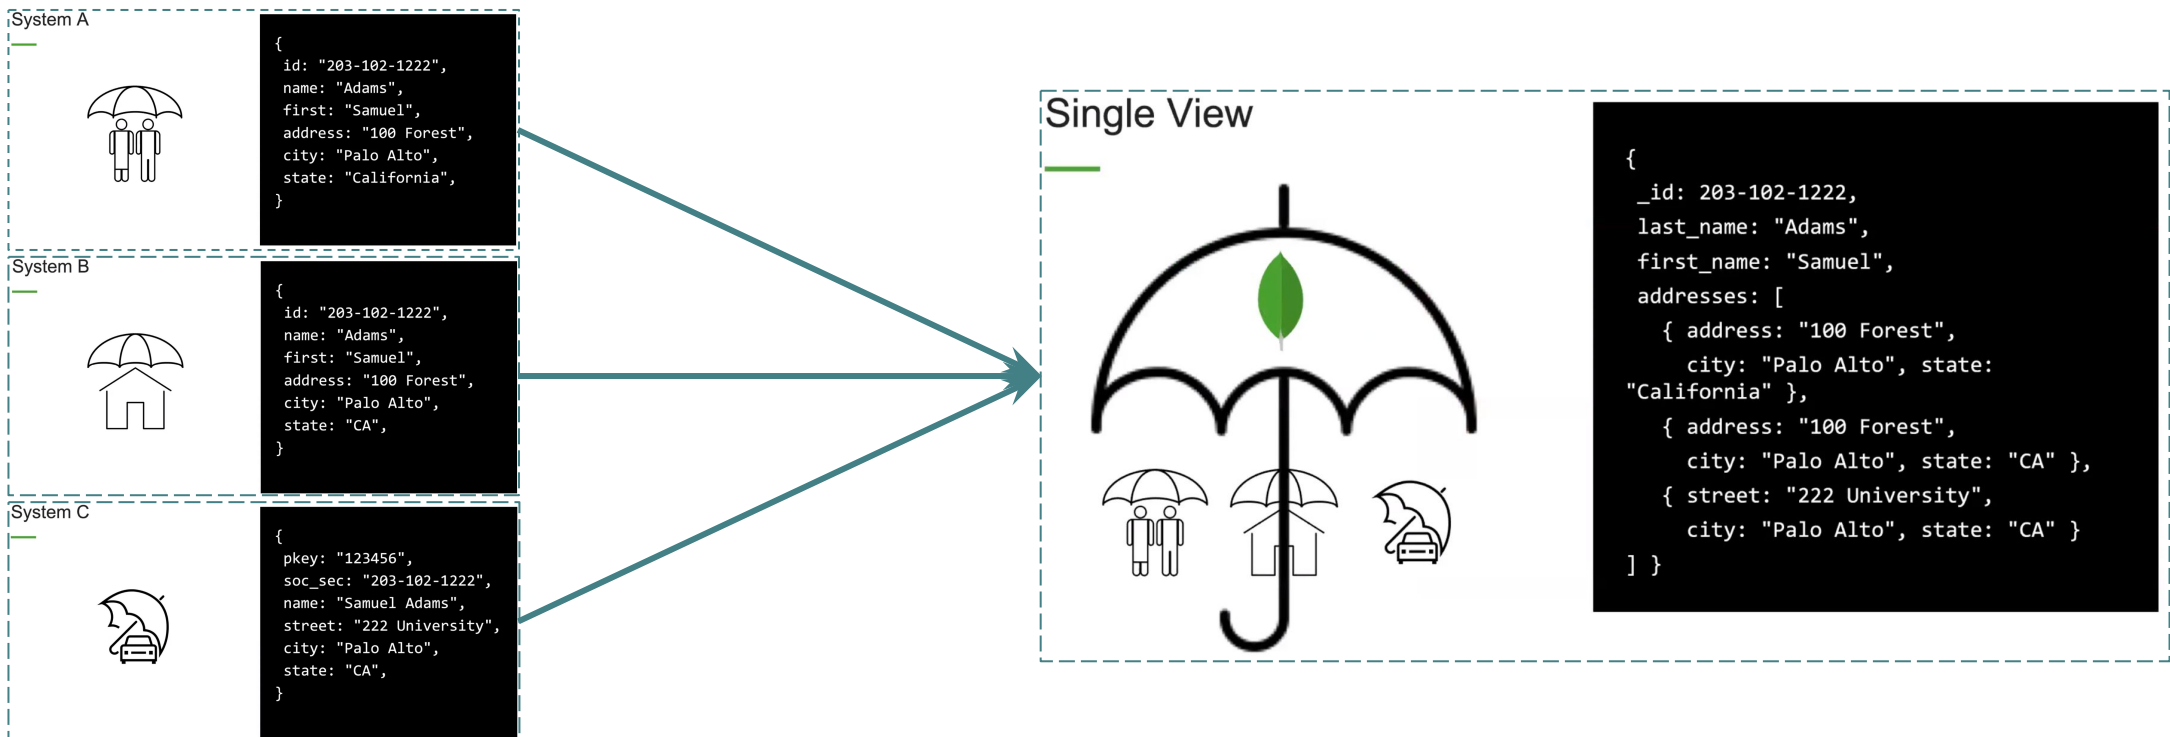 System A
{
id: "203-102-1222",
name: "Adams",
first: "Samuel",
address: "100 Forest",
city: "Palo Alto",
state: "California",
}
System B
{
id: "203-102-1222",
name: "Adams",
first: "Samuel",
address: "100 Forest",
city: "Palo Alto",
state: "CA",
}
System C
{
pkey: "123456",
soc_sec: "203-102-1222",
name: "Samuel Adams",
street: "222 University",
city: "Palo Alto",
state: "CA",
}
Single View
{
_id: 203-102-1222,
last_name: "Adams",
first_name: "Samuel",
addresses: [
{ address: "100 Forest",
city: "Palo Alto", state:
"California" },
{ address: "100 Forest",
city: "Palo Alto", state: "CA" },
{ street: "222 University",
city: "Palo Alto", state: "CA" }
] }